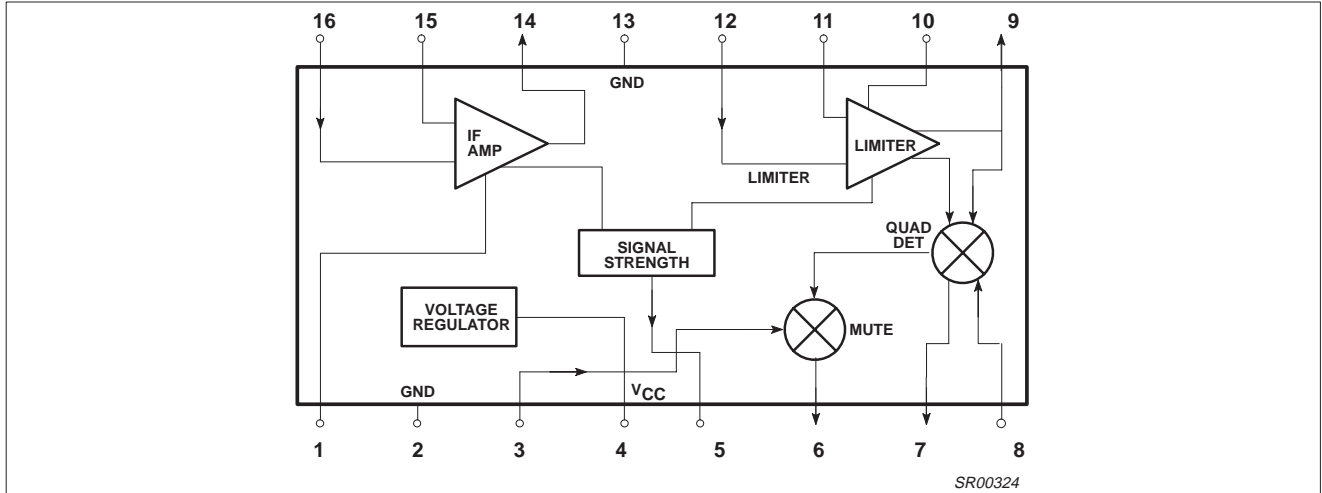 16 15 14 13 12 11 10 9
GND
IF
AMP
LIMITER
LIMITER
QUAD
DET
SIGNAL
STRENGTH
VOLTAGE
REGULATOR
MUTE
GND
VCC
1 2 3 4 5 6 7 8
SR00324